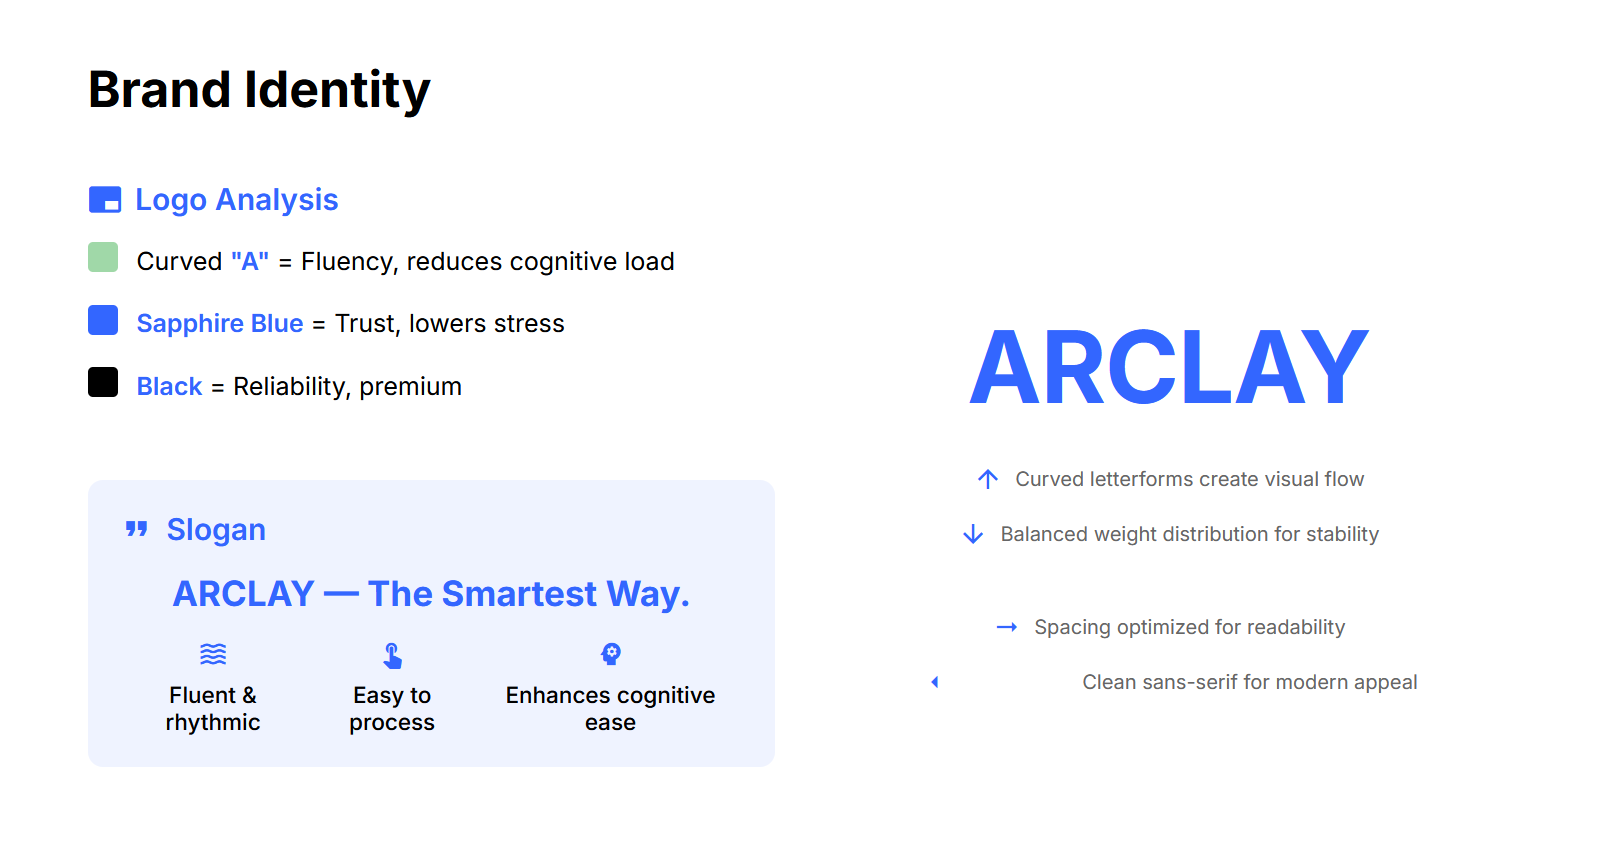 Brand Identity
Logo Analysis
Curved "A" = Fluency, reduces cognitive load
Sapphire Blue = Trust, lowers stress
Black = Reliability, premium
Slogan
ARCLAY — The Smartest Way.
Fluent &
rhythmic
Easy to
process
Enhances cognitive
ease
ARCLAY
Curved letterforms create visual flow
Balanced weight distribution for stability
Spacing optimized for readability
Clean sans-serif for modern appeal